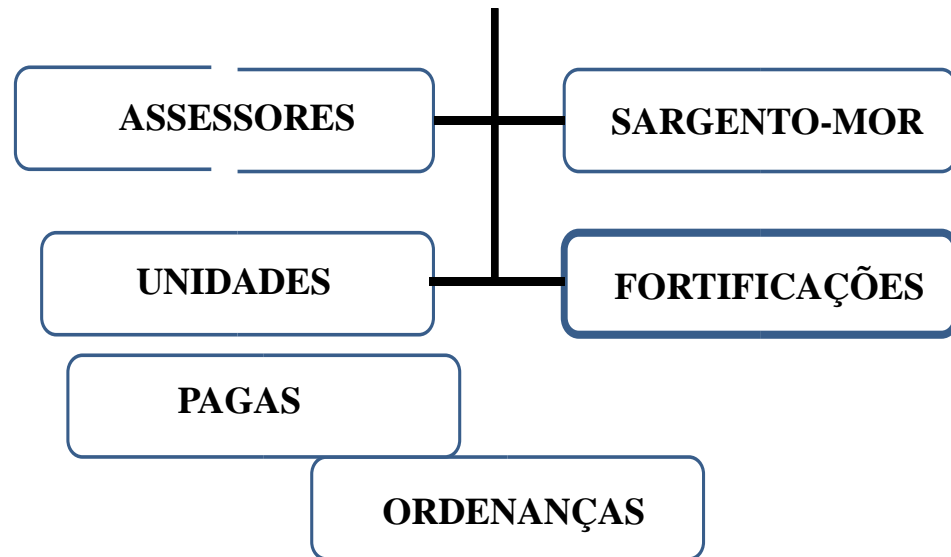 ASSESSORES
SARGENTO-MOR
UNIDADES
FORTIFICAÇÕES
PAGAS
ORDENANÇAS